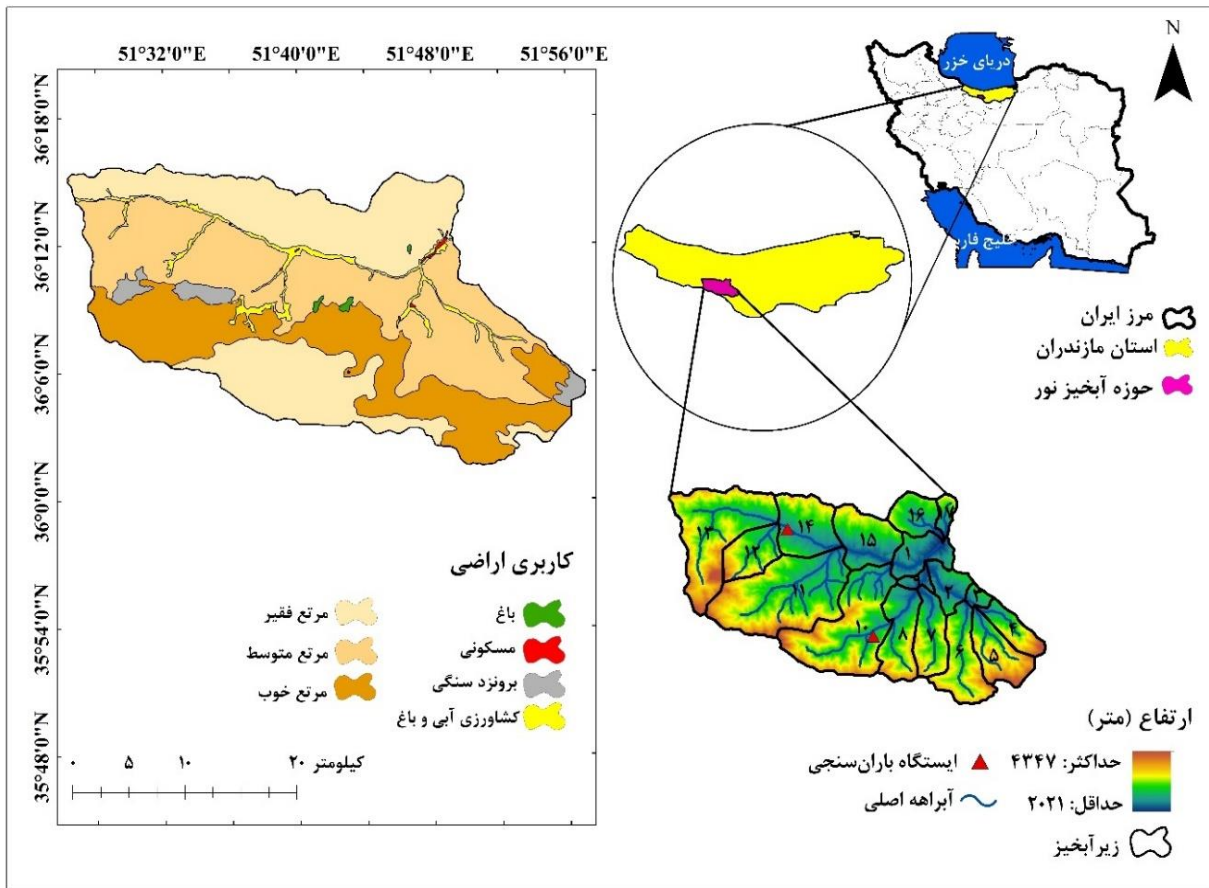 51°32'0"E 51°40'0"E 51°48'0"E 51°56'0"E
36°18'0"N
36°12'0"N
36°6'0"N
36°0'0"N
35°54'0"N
35°48'0"N
کاربری اراضی
باغ
مسکونی
برونزد سنگی
کشاورزی آبی و باغ
مرتع فقیر
مرتع متوسط
مرتع خوب
۰ ۵ ۱۰ ۲۰ کیلومتر
N
دریای خزر
خلیج فارس
مرز ایران
استان مازندران
حوزه آبخیز نور
۱۶
۱۴
۱۵
۱
۱۳
۱۲
۲
۳
۱۱
۴
۱۰
۸
۷
۶
۵
ارتفاع (متر)
حداکثر: ۴۳۴۷
حداقل: ۲۰۲۱
ایستگاه باران‌سنجی
آبراهه اصلی
زیرآبخیز